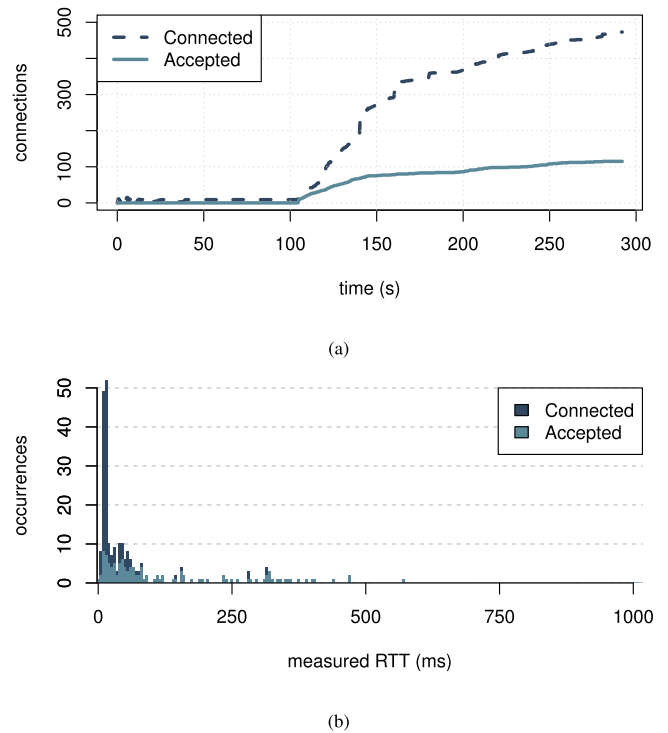 Connected
Accepted
connections
500
300
100
0
0 50 100 150 200 250 300
time (s)
(a)
Connected
Accepted
occurrences
50
40
30
20
10
0
0 250 500 750 1000
measured RTT (ms)
(b)